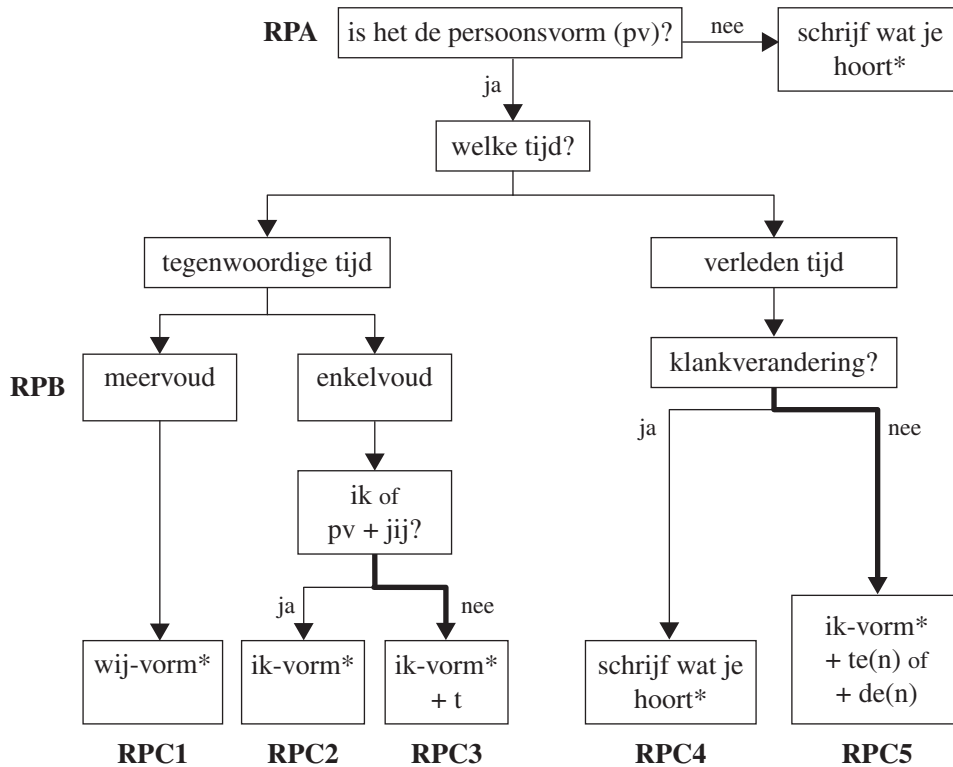 RPA
is het de persoonsvorm (pv)?
nee
schrijf wat je
hoort*
ja
welke tijd?
tegenwoordige tijd
verleden tijd
RPB
meervoud
enkelvoud
klankverandering?
ja
nee
ik of
pv + jij?
ja
nee
wij-vorm*
ik-vorm*
ik-vorm*
+ t
schrijf wat je
hoort*
ik-vorm*
+ te(n) of
+ de(n)
RPC1
RPC2
RPC3
RPC4
RPC5